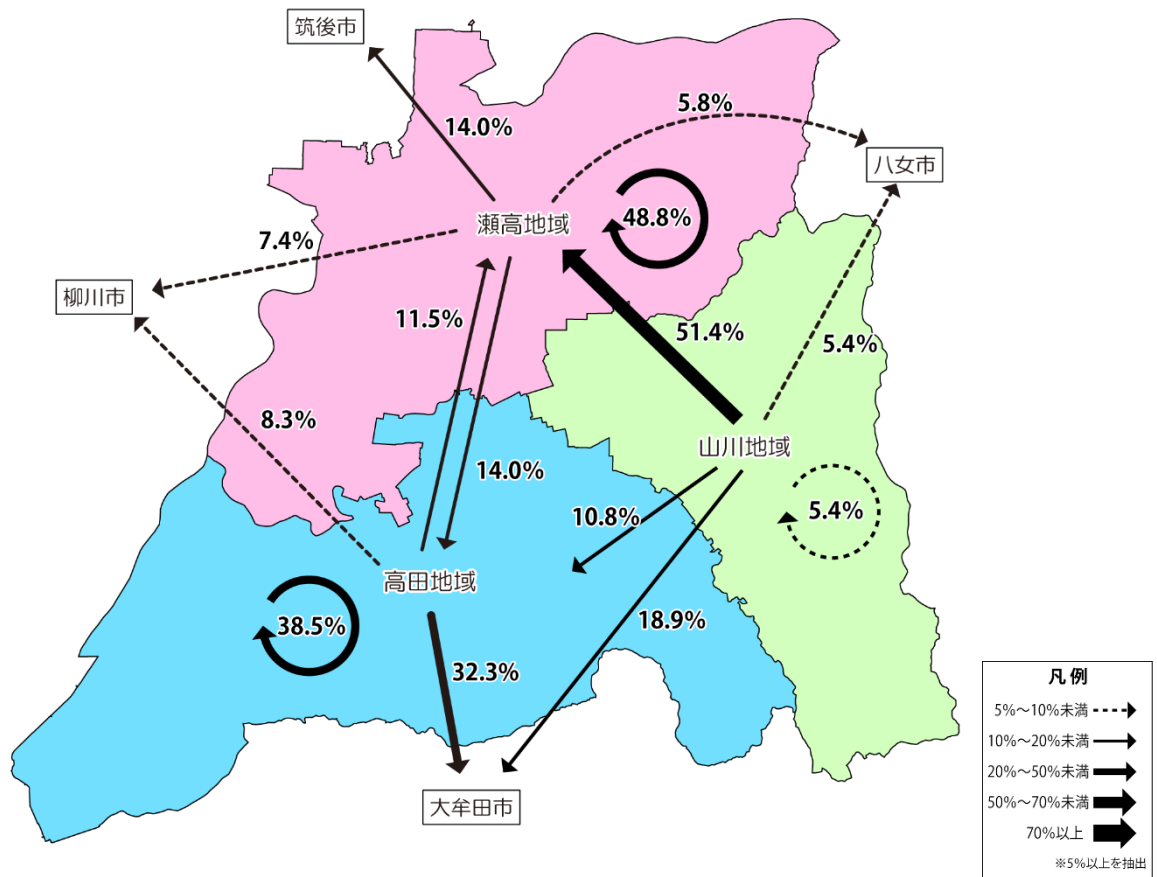 筑後市
14.0%
5.8%
八女市
瀬高地域
48.8%
7.4%
柳川市
11.5%
51.4%
5.4%
8.3%
山川地域
14.0%
10.8%
5.4%
高田地域
38.5%
18.9%
32.3%
大牟田市
凡例
5%～10%未満
10%～20%未満
20%～50%未満
50%～70%未満
70%以上
※5%以上を抽出